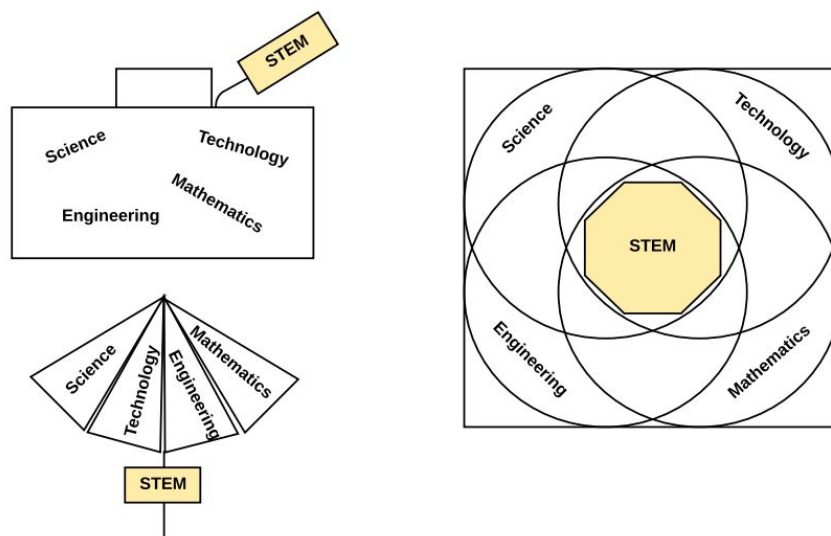 STEM
Science
Technology
Mathematics
Engineering
Science
Technology
Engineering
Mathematics
STEM
Science
Technology
STEM
Engineering
Mathematics